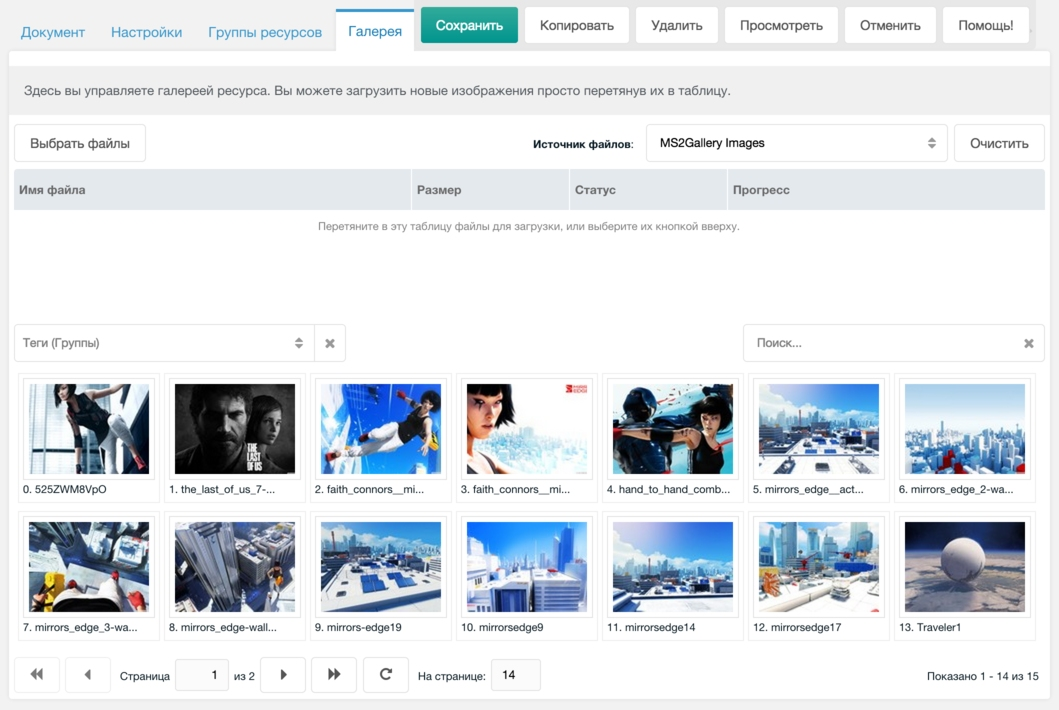 Документ Настройки Группы ресурсов Галерея Сохранить Копировать Удалить Просмотреть Отменить Помощь!
Здесь вы управляете галереей ресурса. Вы можете загрузить новые изображения просто перетянув их в таблицу.
Выбрать файлы Источник файлов: MS2Gallery Images Очистить
Имя файла Размер Статус Прогресс
Перетяните в эту таблицу файлы для загрузки, или выберите их кнопкой вверху.
Теги (Группы) Поиск...
THE
LAST
OF US
0. 525ZWM8VpO 1. the_last_of_us_7-... 2. faith_connors__mi... 3. faith_connors__mi... 4. hand_to_hand_comb... 5. mirrors_edge__act... 6. mirrors_edge_2-wa...
7. mirrors_edge_3-wa... 8. mirrors_edge-wall... 9. mirrors-edge19 10. mirrorsedge9 11. mirrorsedge14 12. mirrorsedge17 13. Traveler1
Страница 1 из 2 На странице: 14 Показано 1 - 14 из 15